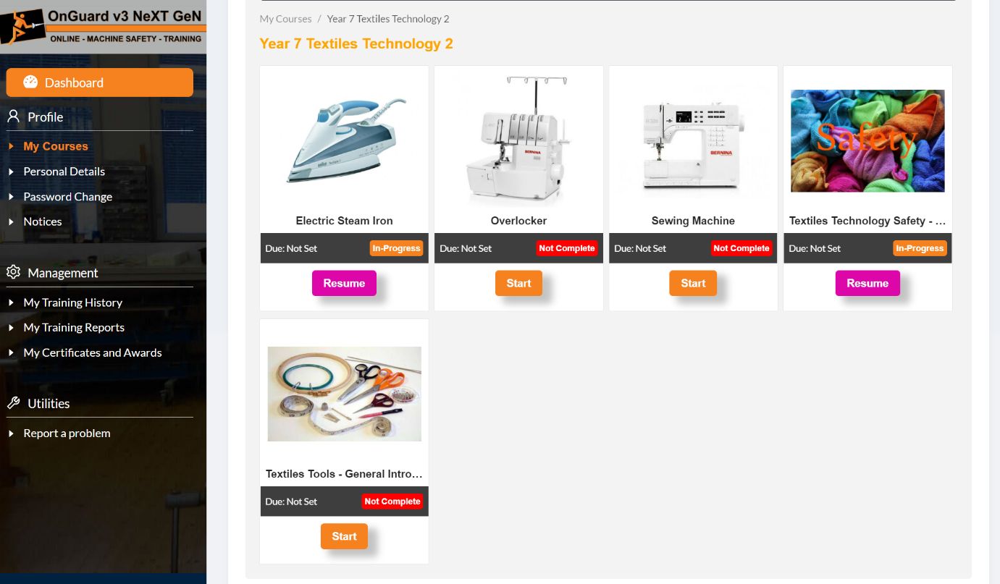 OnGuard v3 NeXT GeN
ONLINE - MACHINE SAFETY - TRAINING
Dashboard
Profile
My Courses
Personal Details
Password Change
Notices
Management
My Training History
My Training Reports
My Certificates and Awards
Utilities
Report a problem
My Courses / Year 7 Textiles Technology 2
Year 7 Textiles Technology 2
BERNINA
BERNINA
Safety
Electric Steam Iron
Overlocker
Sewing Machine
Textiles Technology Safety - ...
Due: Not Set
In-Progress
Due: Not Set
Not Complete
Due: Not Set
Not Complete
Due: Not Set
In-Progress
Resume
Start
Start
Resume
Textiles Tools - General Intro...
Due: Not Set
Not Complete
Start